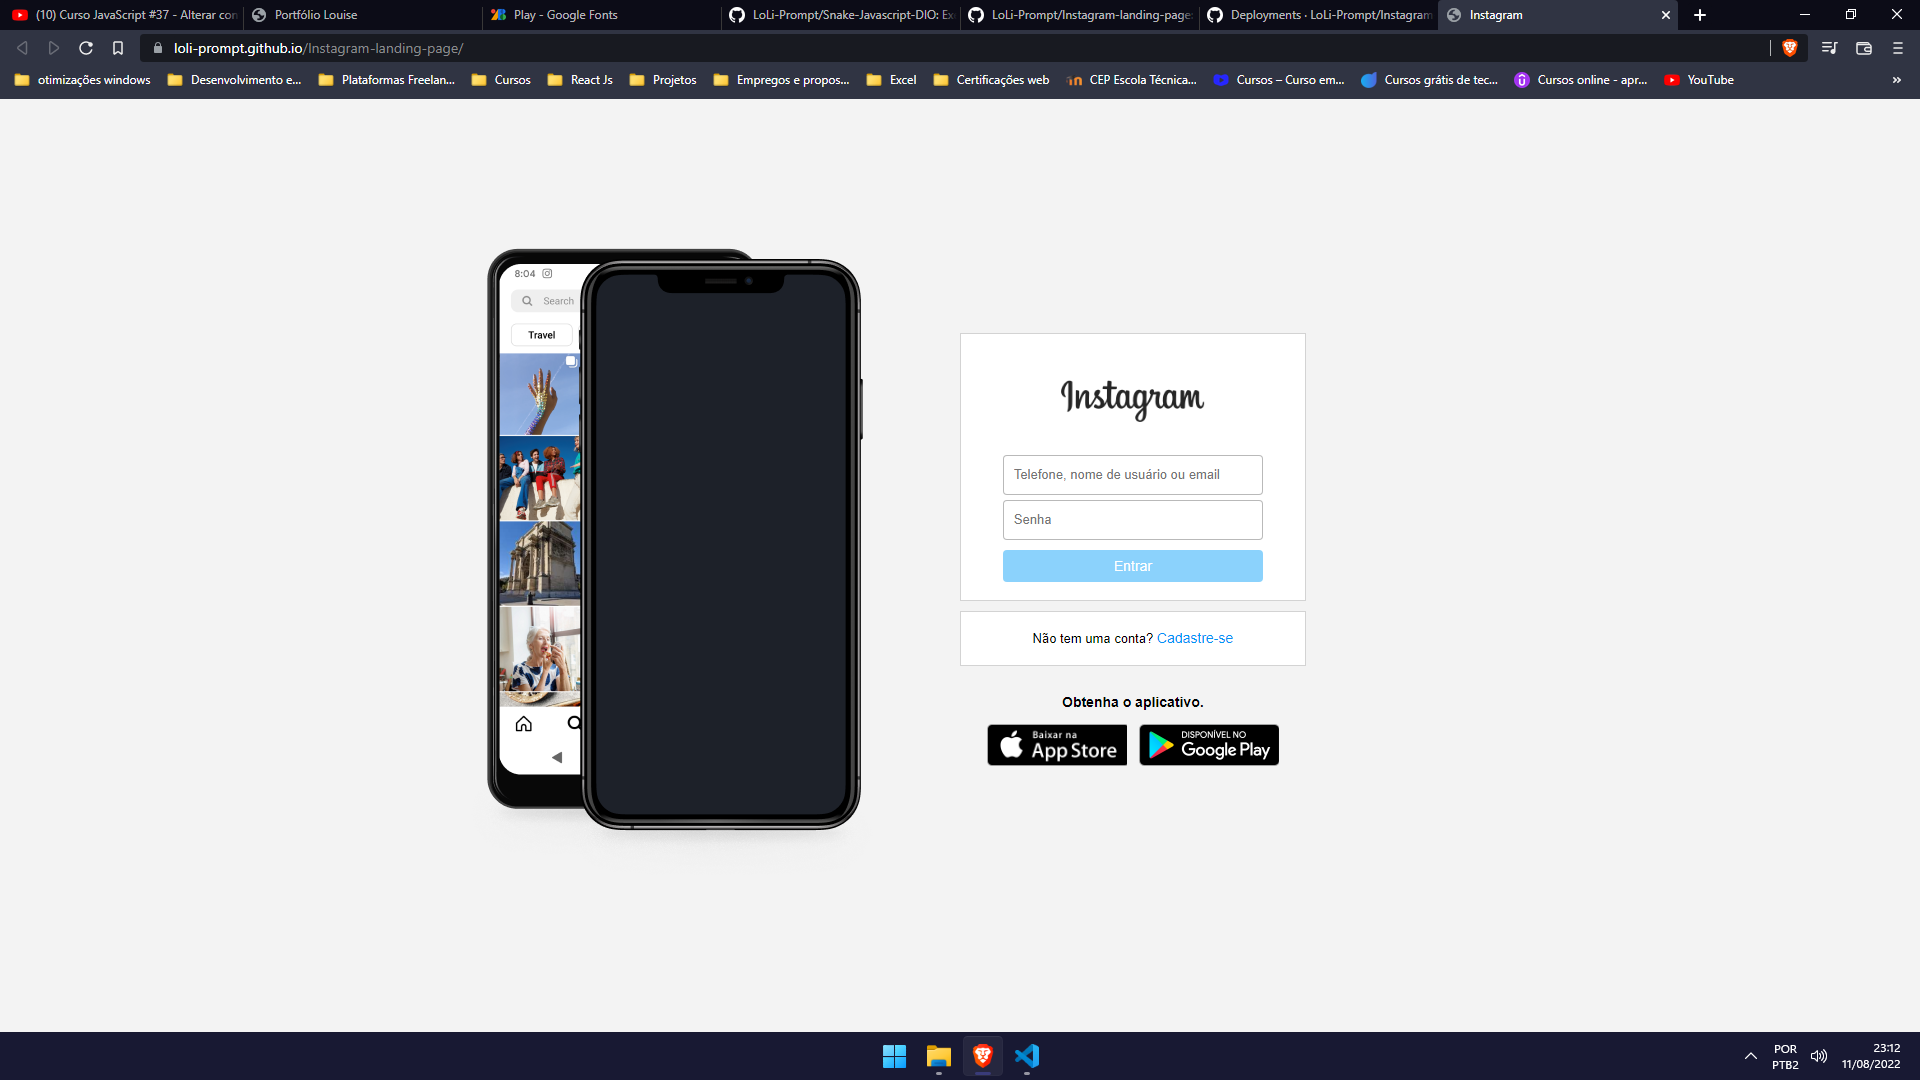 (10) Curso JavaScript #37 - Alterar con
Portfólio Louise
Play - Google Fonts
LoLi-Prompt/Snake-Javascript-DIO: Ex
LoLi-Prompt/Instagram-landing-page:
Deployments · LoLi-Prompt/Instagram
Instagram
loli-prompt.github.io/Instagram-landing-page/
otimizações windows
Desenvolvimento e...
Plataformas Freelan...
Cursos
React Js
Projetos
Empregos e propos...
Excel
Certificações web
CEP Escola Técnica...
Cursos – Curso em...
Cursos grátis de tec...
Cursos online - apr...
YouTube
»
8:04
Search
Travel
Instagram
Telefone, nome de usuário ou email
Senha
Entrar
Não tem uma conta? Cadastre-se
Obtenha o aplicativo.
Baixar na
App Store
DISPONÍVEL NO
Google Play
POR
PTB2
23:12
11/08/2022